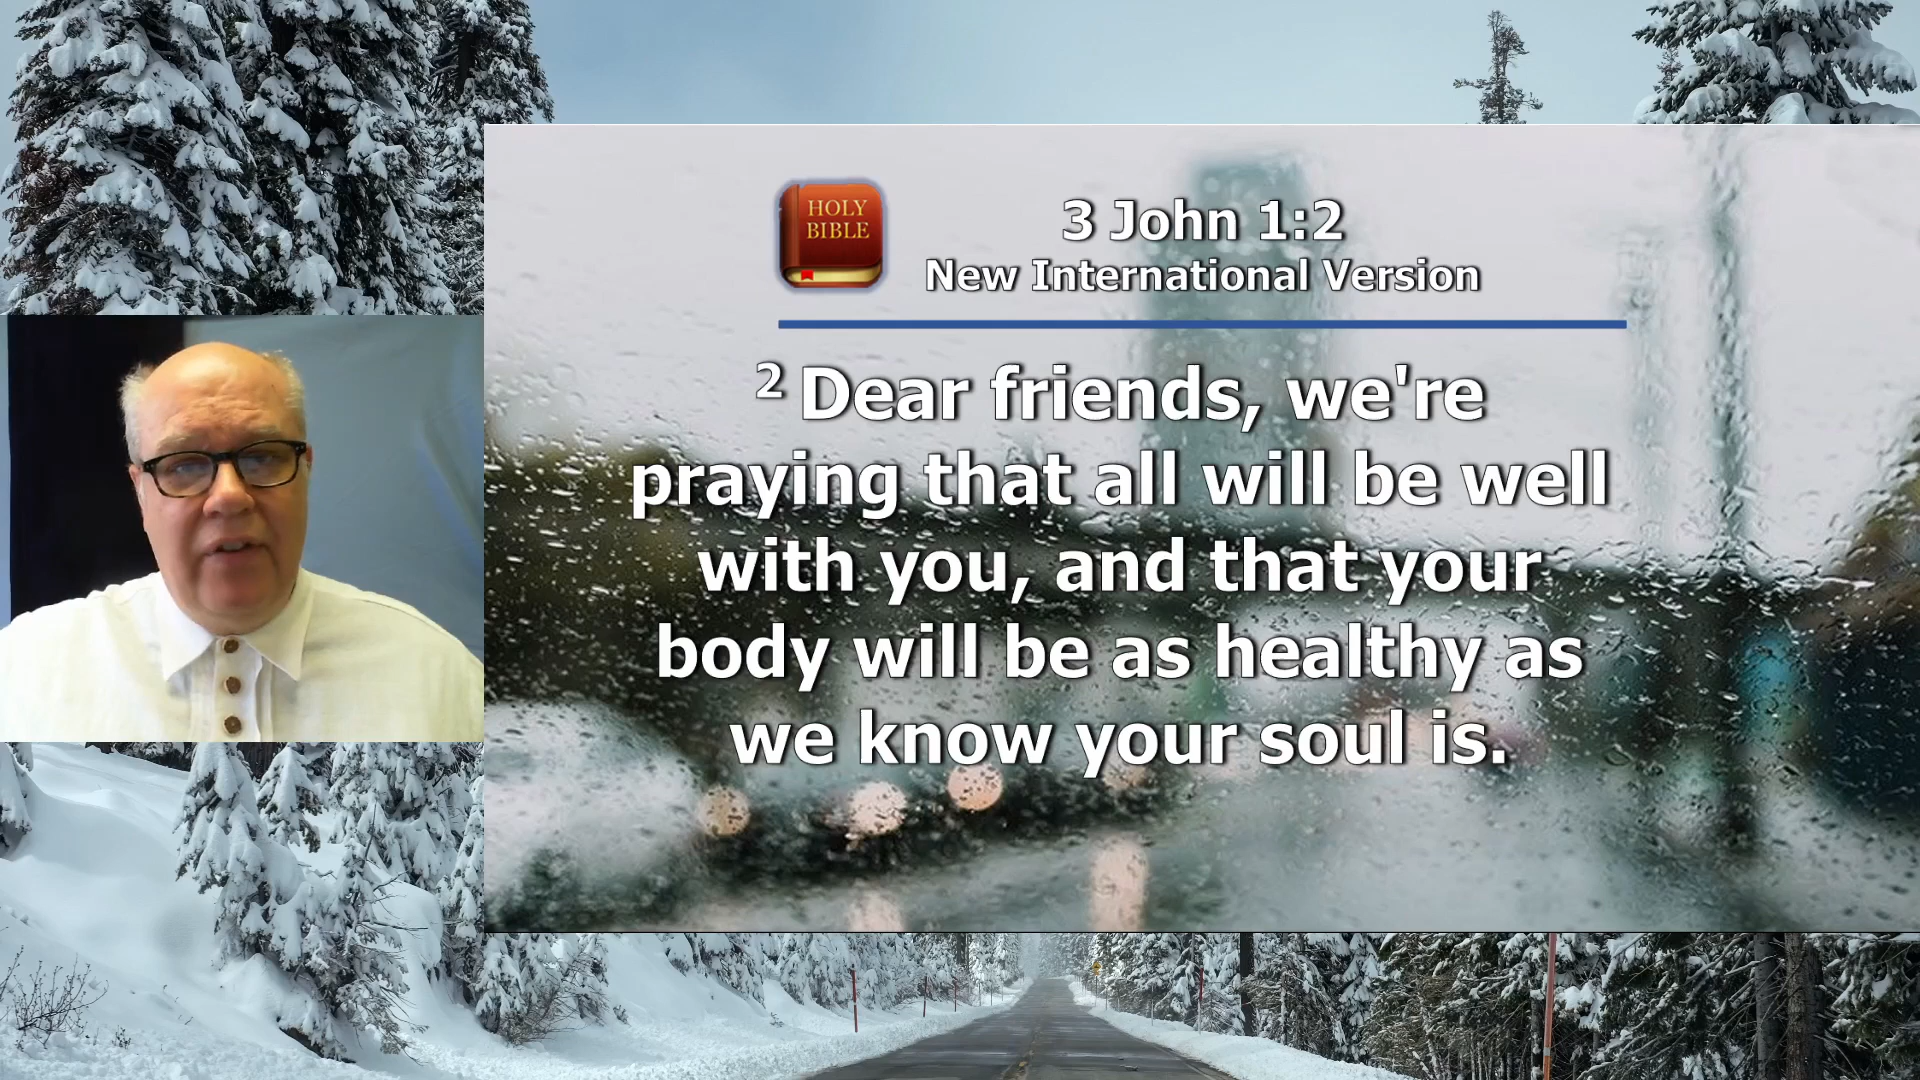 HOLY
BIBLE
3 John 1:2
New International Version
2 Dear friends, we're
praying that all will be well
with you, and that your
body will be as healthy as
we know your soul is.